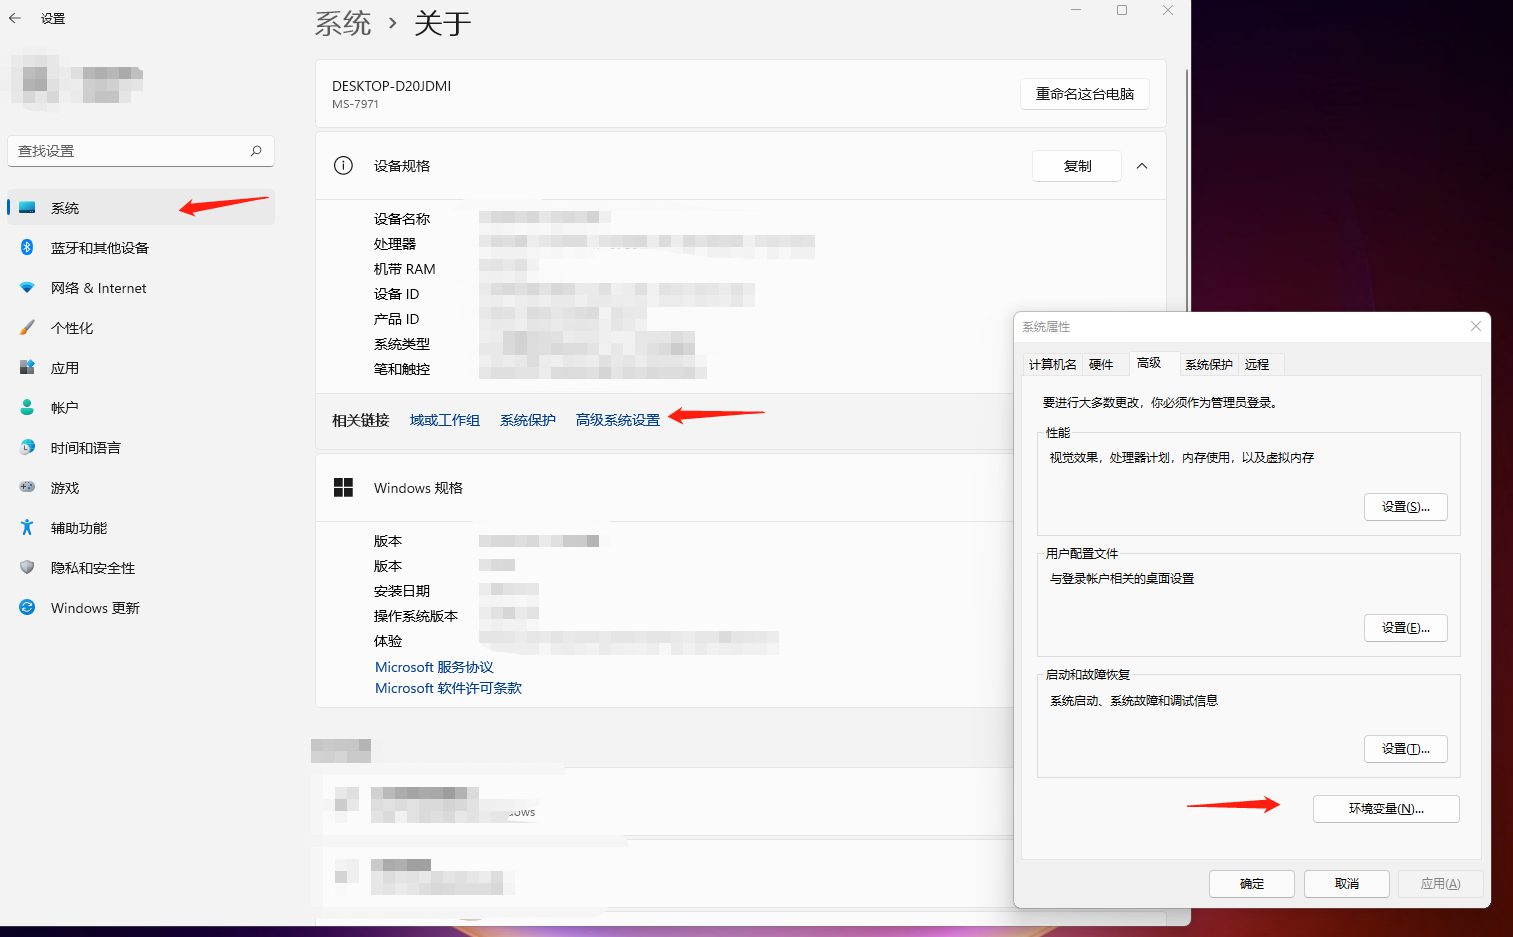 设置
查找设置
系统
蓝牙和其他设备
网络 & Internet
个性化
应用
帐户
时间和语言
游戏
辅助功能
隐私和安全性
Windows 更新
系统 › 关于
DESKTOP-D20JDMI
MS-7971
重命名这台电脑
设备规格
复制
设备名称
处理器
机带 RAM
设备 ID
产品 ID
系统类型
笔和触控
相关链接 域或工作组 系统保护 高级系统设置
Windows 规格
版本
版本
安装日期
操作系统版本
体验
Microsoft 服务协议
Microsoft 软件许可条款
系统属性
计算机名 硬件 高级 系统保护 远程
要进行大多数更改，你必须作为管理员登录。
性能
视觉效果，处理器计划，内存使用，以及虚拟内存
设置(S)...
用户配置文件
与登录帐户相关的桌面设置
设置(E)...
启动和故障恢复
系统启动、系统故障和调试信息
设置(T)...
环境变量(N)...
确定 取消 应用(A)